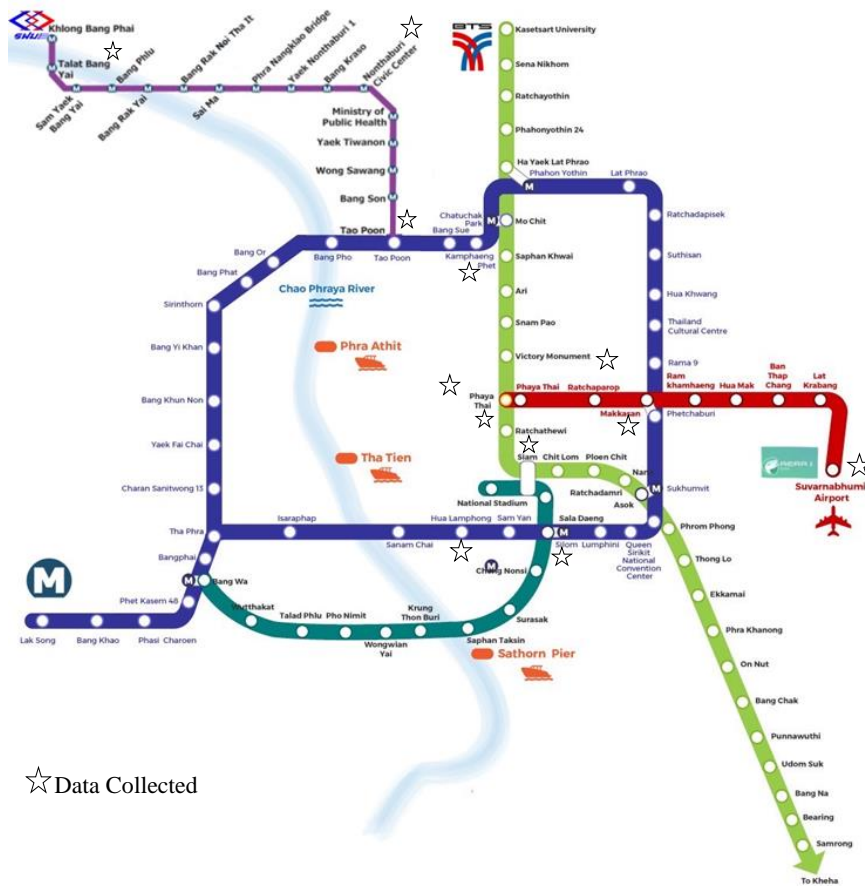 Khlong Bang Phai
Talat Bang
Yai
Sam Yaek
Bang Yai
Bang Phlu
Bang Rak Yai
Bang Rak Noi Tha It
Sai Ma
Phra Nangklao Bridge
Yaek Nonthaburi 1
Bang Kraso
Nonthaburi
Civic Center
Ministry of
Public Health
Yaek Tiwanon
Wong Sawang
Bang Son
Tao Poon
BTS
Kasetsart University
Sena Nikhom
Ratchayothin
Phahonyothin 24
Ha Yaek Lat Phrao
Phahon Yothin
Lat Phrao
M
Chatuchak
Park
M
Mo Chit
Ratchadapisek
Bang Sue
Kamphaeng
Phet
Tao Poon
Bang Pho
Bang Or
Bang Phat
Sirinthorn
Saphan Khwai
Suthisan
Chao Phraya River
Ari
Hua Khwang
Snam Pao
Thailand
Cultural Centre
Phra Athit
Bang Yi Khan
Victory Monument
Rama 9
Phaya
Thai
Phaya Thai
Ratchaparop
Makkaran
Ram
khamhaeng
Hua Mak
Ban
Thap
Chang
Lat
Krabang
Bang Khun Non
Phetchaburi
Ratchathewi
Yaek Fai Chai
Tha Tien
Siam
Chit Lom
Ploen Chit
Nana
Ratchadamri
Asok
M
Sukhumvit
Suvarnabhumi
Airport
Charan Sanitwong 13
National Stadium
Tha Phra
Isaraphap
Sanam Chai
Hua Lamphong
Sam Yan
Sala Daeng
M
Silom
Lumphini
Queen
Sirikit
National
Convention
Center
Phrom Phong
Bangphai
M
Chong Nonsi
Thong Lo
M
M
Bang Wa
Phet Kasem 48
Wutthakat
Talad Phlu
Pho Nimit
Wongwian
Yai
Krung
Thon Buri
Saphan Taksin
Surasak
Ekkamai
Lak Song
Bang Khao
Phasi Charoen
Phra Khanong
Sathorn Pier
On Nut
Bang Chak
Punnawuthi
Udom Suk
Bang Na
Bearing
Samrong
To Kheha
Data Collected